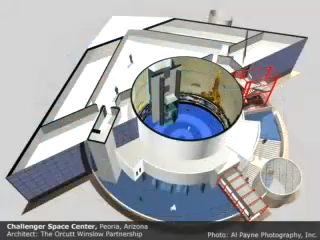 Challenger Space Center, Peoria, Arizona
Architect: The Orcutt Winslow Partnership
Photo: Al Payne Photography, Inc.